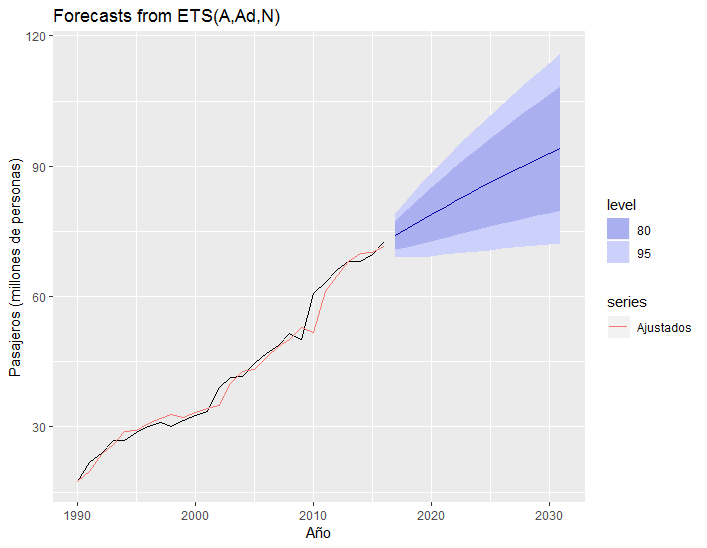 Forecasts from ETS(A,Ad,N)
120
90
60
30
Pasajeros (millones de personas)
1990
2000
2010
2020
2030
Año
level
80
95
series
Ajustados